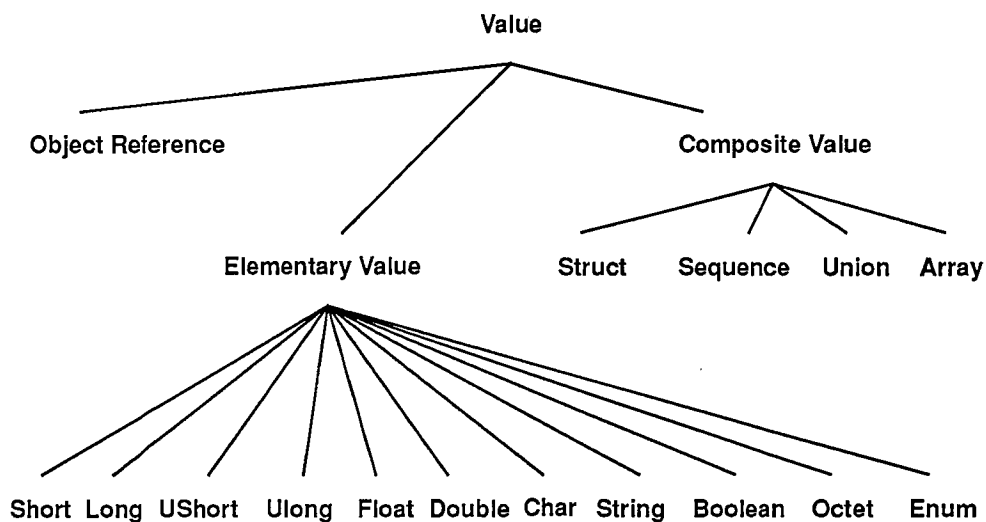 Value
Object Reference
Composite Value
Elementary Value
Struct Sequence Union Array
Short Long UShort Ulong Float Double Char String Boolean Octet Enum